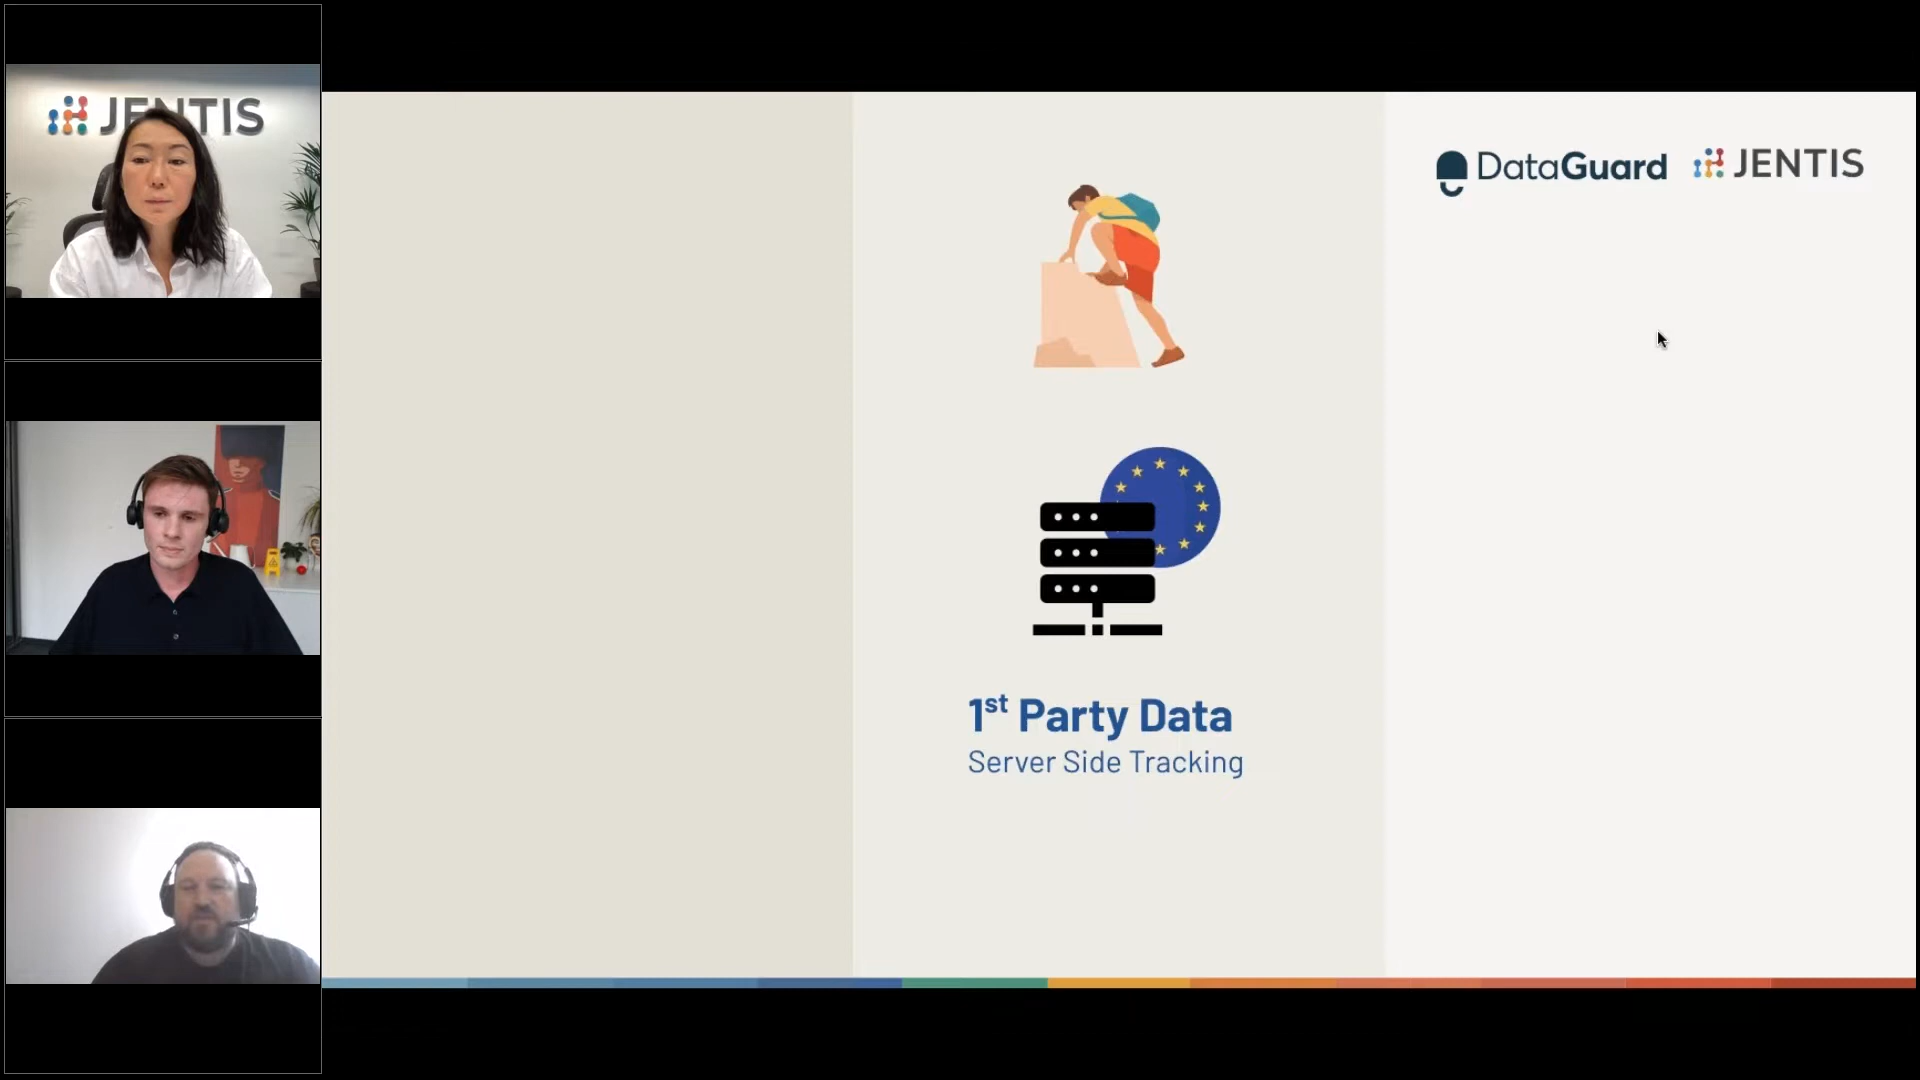 JENTIS
DataGuard
JENTIS
1st Party Data
Server Side Tracking